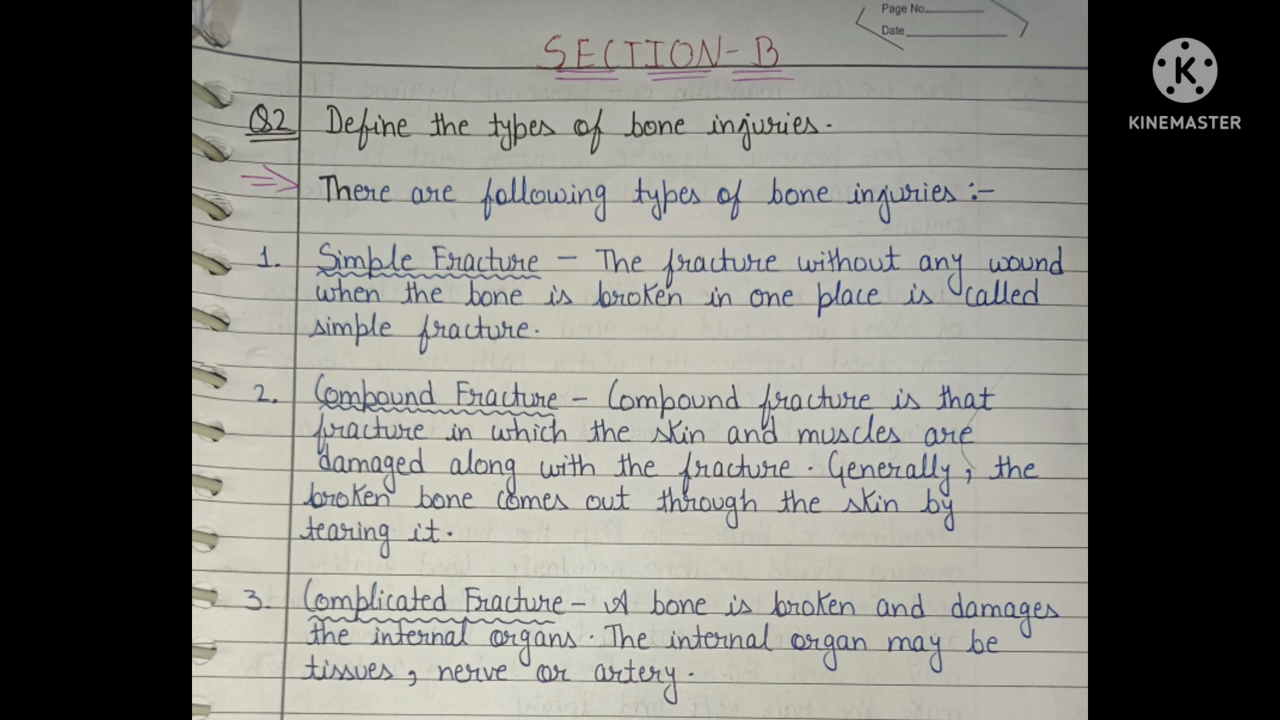 Page No.
Date
SECTION-B
Q2 Define the types of bone injuries.
⇒ There are following types of bone injuries :-
1. Simple Fracture - The fracture without any wound
when the bone is broken in one place is called
simple fracture.
2. Compound Fracture - Compound fracture is that
fracture in which the skin and muscles are
damaged along with the fracture. Generally, the
broken bone comes out through the skin by
tearing it.
3. Complicated Fracture - A bone is broken and damages
the internal organs. The internal organ may be
tissues, nerve or artery.
K
KINEMASTER